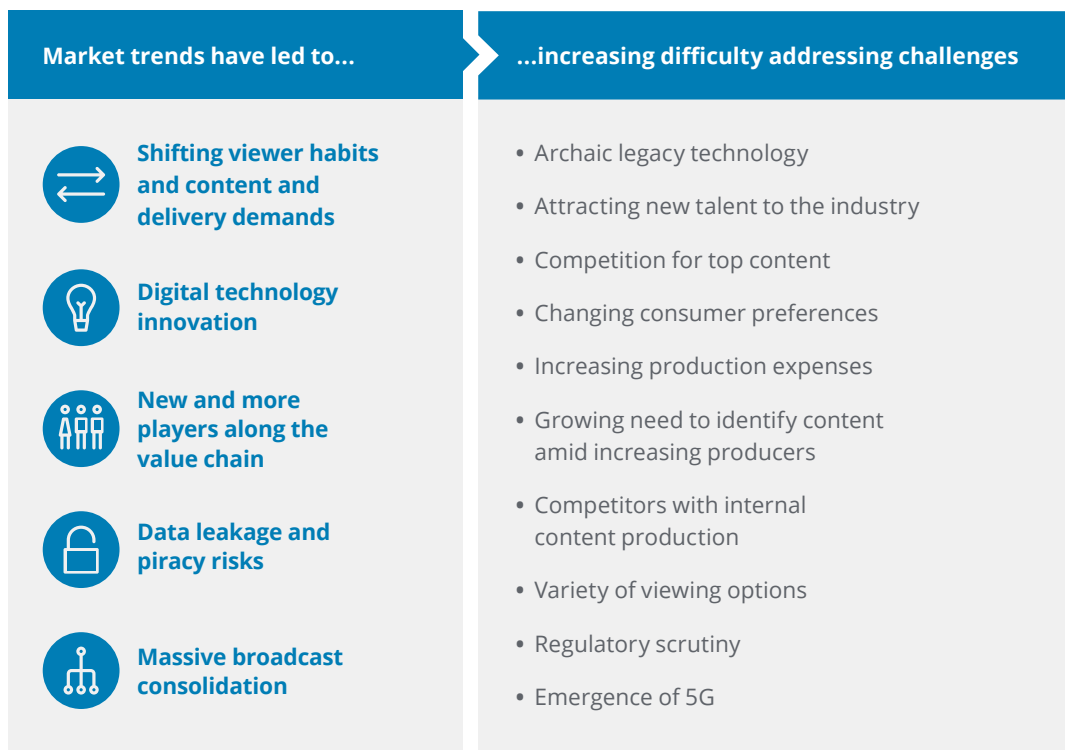 Market trends have led to...
...increasing difficulty addressing challenges
Shifting viewer habits
and content and
delivery demands
Digital technology
innovation
New and more
players along the
value chain
Data leakage and
piracy risks
Massive broadcast
consolidation
• Archaic legacy technology
• Attracting new talent to the industry
• Competition for top content
• Changing consumer preferences
• Increasing production expenses
• Growing need to identify content
amid increasing producers
• Competitors with internal
content production
• Variety of viewing options
• Regulatory scrutiny
• Emergence of 5G